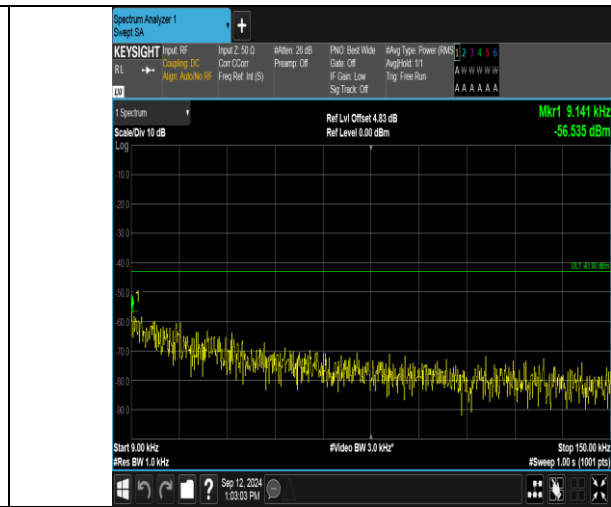 Spectrum Analyzer 1
Swept SA
+
KEYSIGHT Input: RF Input Z: 50 Ω #Atten: 26 dB PNO: Best Wide #Avg Type: Power (RMS 1 2 3 4 5 6
RL Coupling: DC Corr CCorr Preamp: Off Gate: Off Avg|Hold: 1/1 A W W W W W
Align: Auto/No RF Freq Ref: Int (S) IF Gain: Low Trig: Free Run
LXI Sig Track: Off A A A A A A
1 Spectrum Ref Lvl Offset 4.83 dB Mkr1 9.141 kHz
Scale/Div 10 dB Ref Level 0.00 dBm -56.535 dBm
Log
-10.0
-20.0
-30.0
-40.0
DL1 -43.00 dBm
-50.0
1
-60.0
-70.0
-80.0
-90.0
Start 9.00 kHz #Video BW 3.0 kHz* Stop 150.00 kHz
#Res BW 1.0 kHz #Sweep 1.00 s (1001 pts)
? Sep 12, 2024
1:03:03 PM